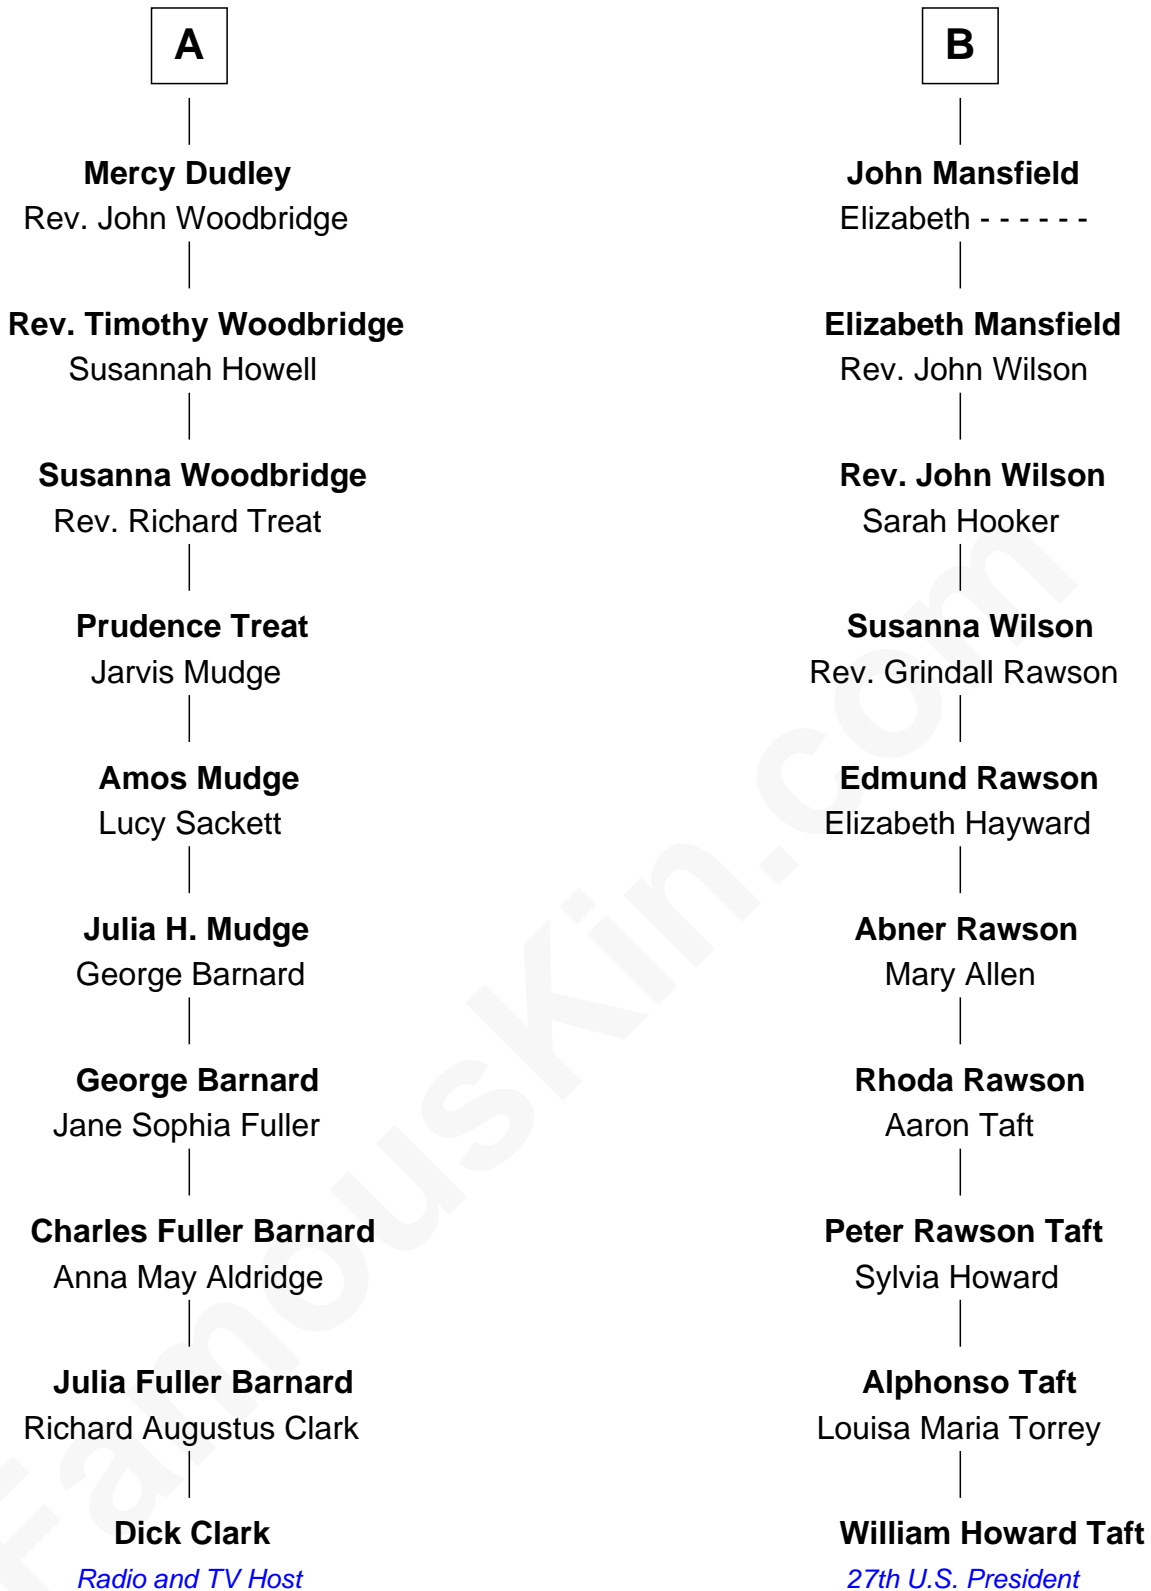 A
Mercy Dudley
Rev. John Woodbridge
Rev. Timothy Woodbridge
Susannah Howell
Susanna Woodbridge
Rev. Richard Treat
Prudence Treat
Jarvis Mudge
Amos Mudge
Lucy Sackett
Julia H. Mudge
George Barnard
George Barnard
Jane Sophia Fuller
Charles Fuller Barnard
Anna May Aldridge
Julia Fuller Barnard
Richard Augustus Clark
Dick Clark
Radio and TV Host
B
John Mansfield
Elizabeth - - - - - -
Elizabeth Mansfield
Rev. John Wilson
Rev. John Wilson
Sarah Hooker
Susanna Wilson
Rev. Grindall Rawson
Edmund Rawson
Elizabeth Hayward
Abner Rawson
Mary Allen
Rhoda Rawson
Aaron Taft
Peter Rawson Taft
Sylvia Howard
Alphonso Taft
Louisa Maria Torrey
William Howard Taft
27th U.S. President
FamousKin.com